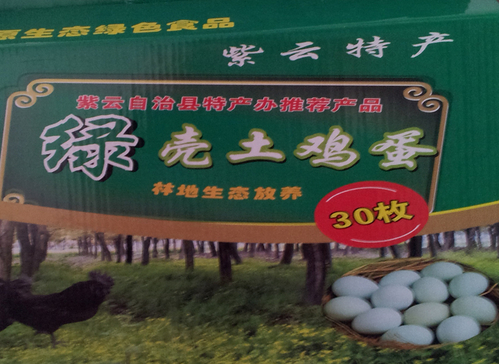 原生态绿色食品
紫云特产
紫云自治县特产办推荐产品
绿壳土鸡蛋
林地生态放养
30枚